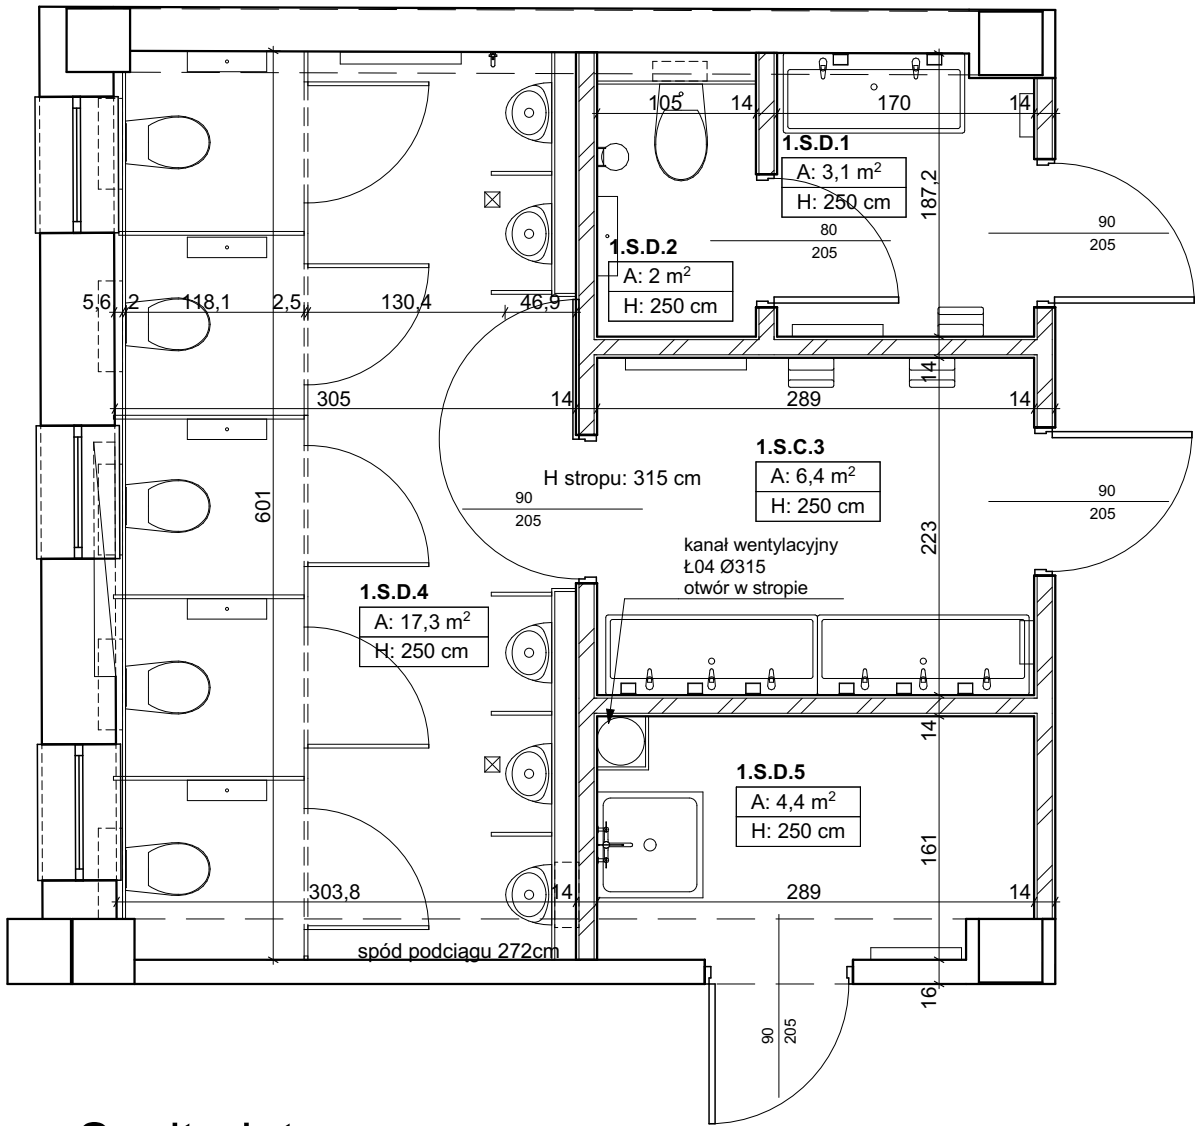 105
14
170
14
1.S.D.1
A: 3,1 m²
H: 250 cm
187,2
90
205
80
205
1.S.D.2
A: 2 m²
H: 250 cm
5,6
2
118,1
2,5
130,4
46,9
14
305
14
289
14
1.S.C.3
A: 6,4 m²
H: 250 cm
H stropu: 315 cm
90
205
90
205
601
223
kanał wentylacyjny
Ł04 Ø315
otwór w stropie
1.S.D.4
A: 17,3 m²
H: 250 cm
14
1.S.D.5
A: 4,4 m²
H: 250 cm
161
303,8
14
289
14
spód podciągu 272cm
16
90
205